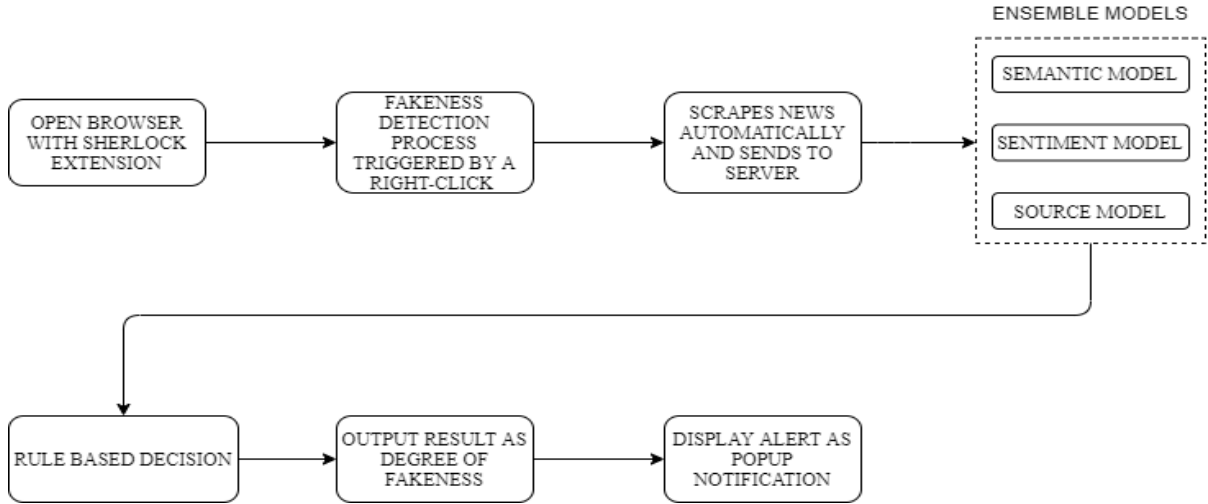 ENSEMBLE MODELS
OPEN BROWSER
WITH SHERLOCK
EXTENSION
FAKENESS
DETECTION
PROCESS
TRIGGERED BY A
RIGHT-CLICK
SCRAPES NEWS
AUTOMATICALLY
AND SENDS TO
SERVER
SEMANTIC MODEL
SENTIMENT MODEL
SOURCE MODEL
RULE BASED DECISION
OUTPUT RESULT AS
DEGREE OF
FAKENESS
DISPLAY ALERT AS
POPUP
NOTIFICATION